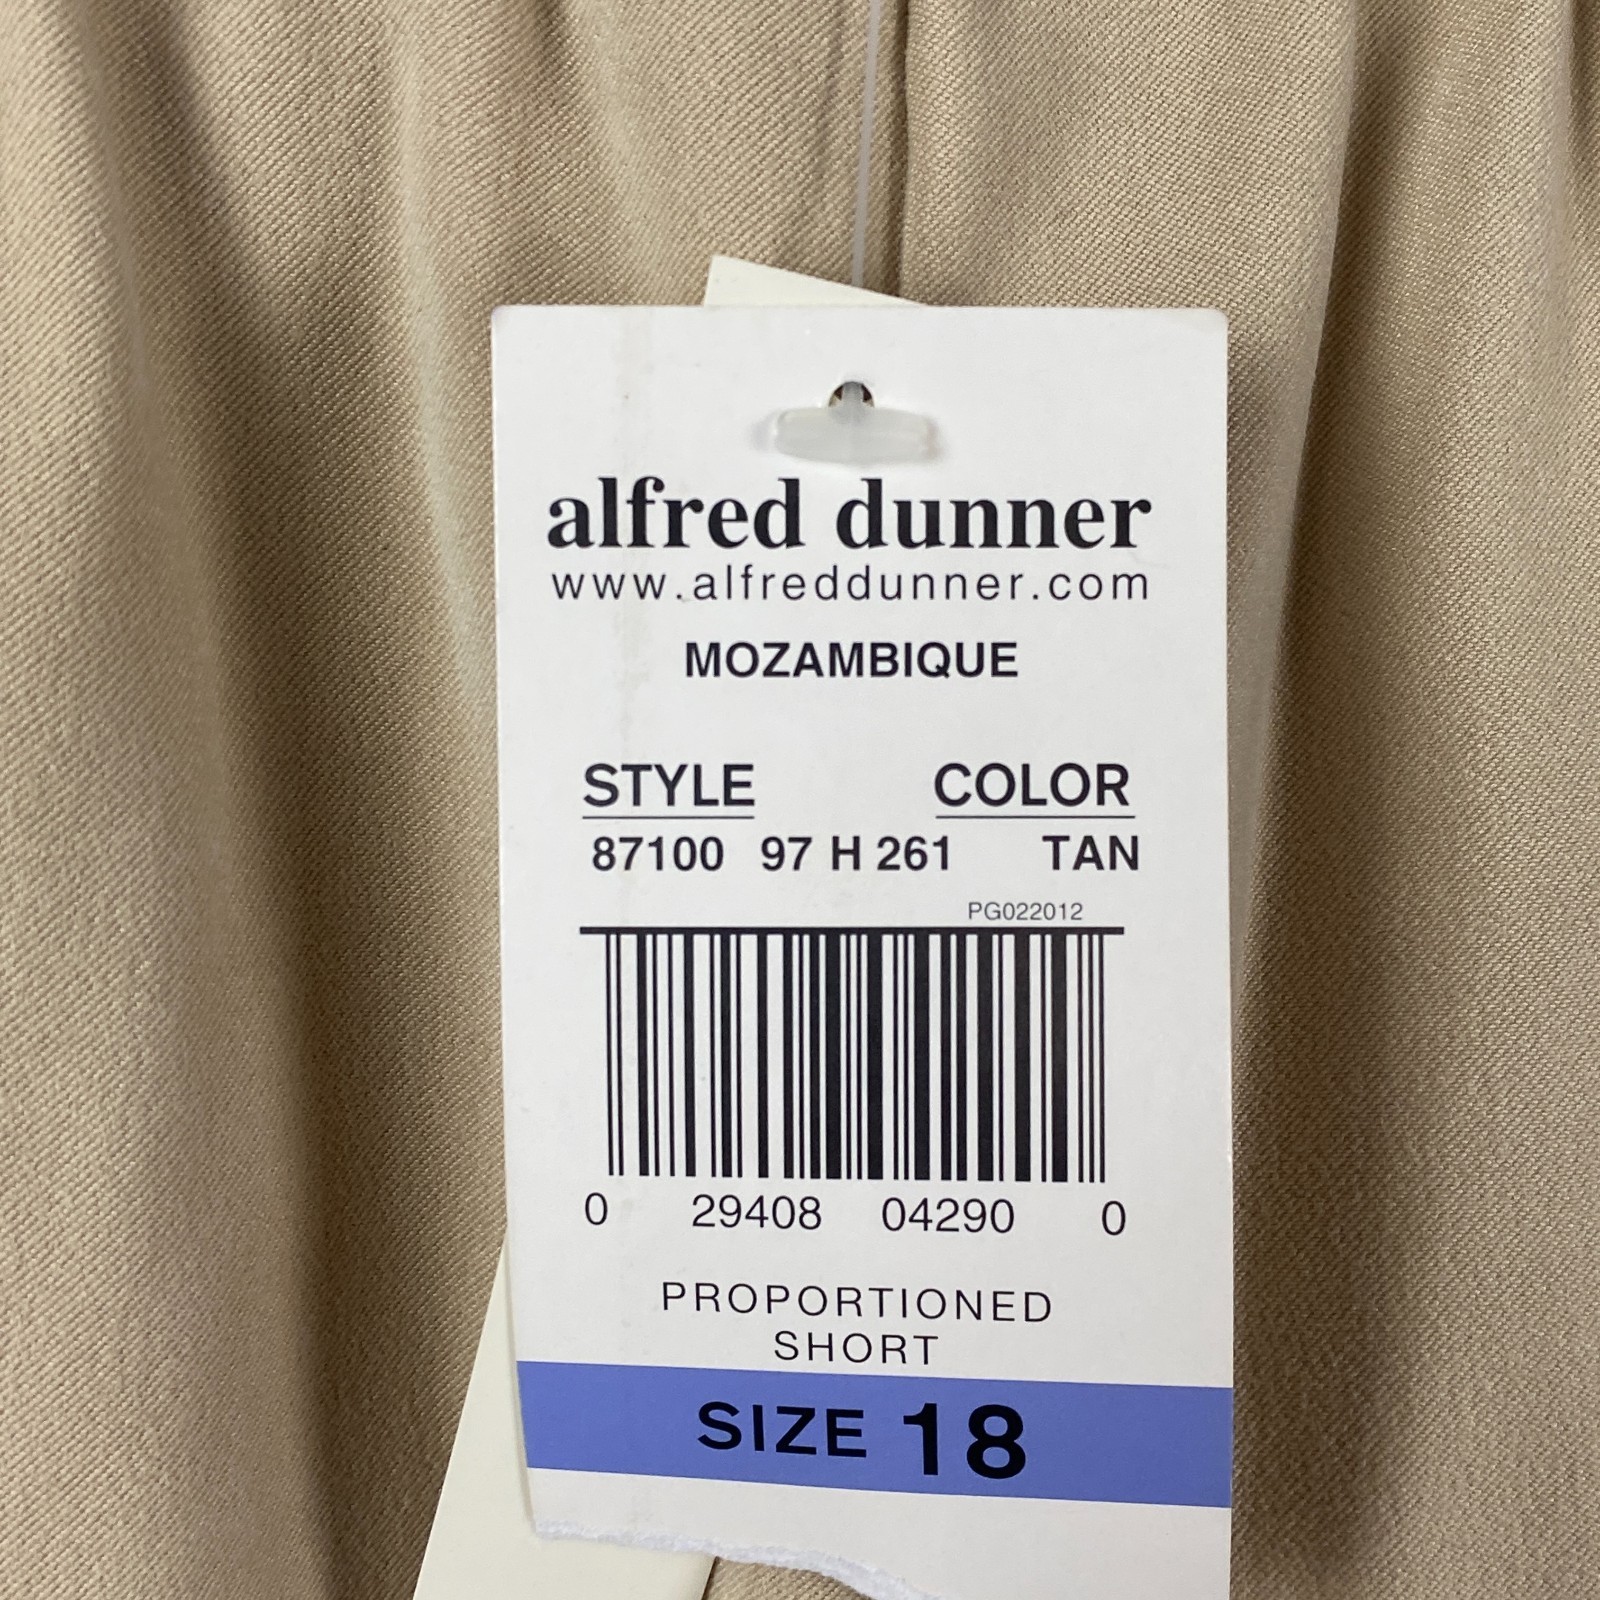 alfred dunner
www.alfreddunner.com
MOZAMBIQUE
STYLE COLOR
87100 97 H 261 TAN
PG022012
0 29408 04290 0
PROPORTIONED
SHORT
SIZE 18